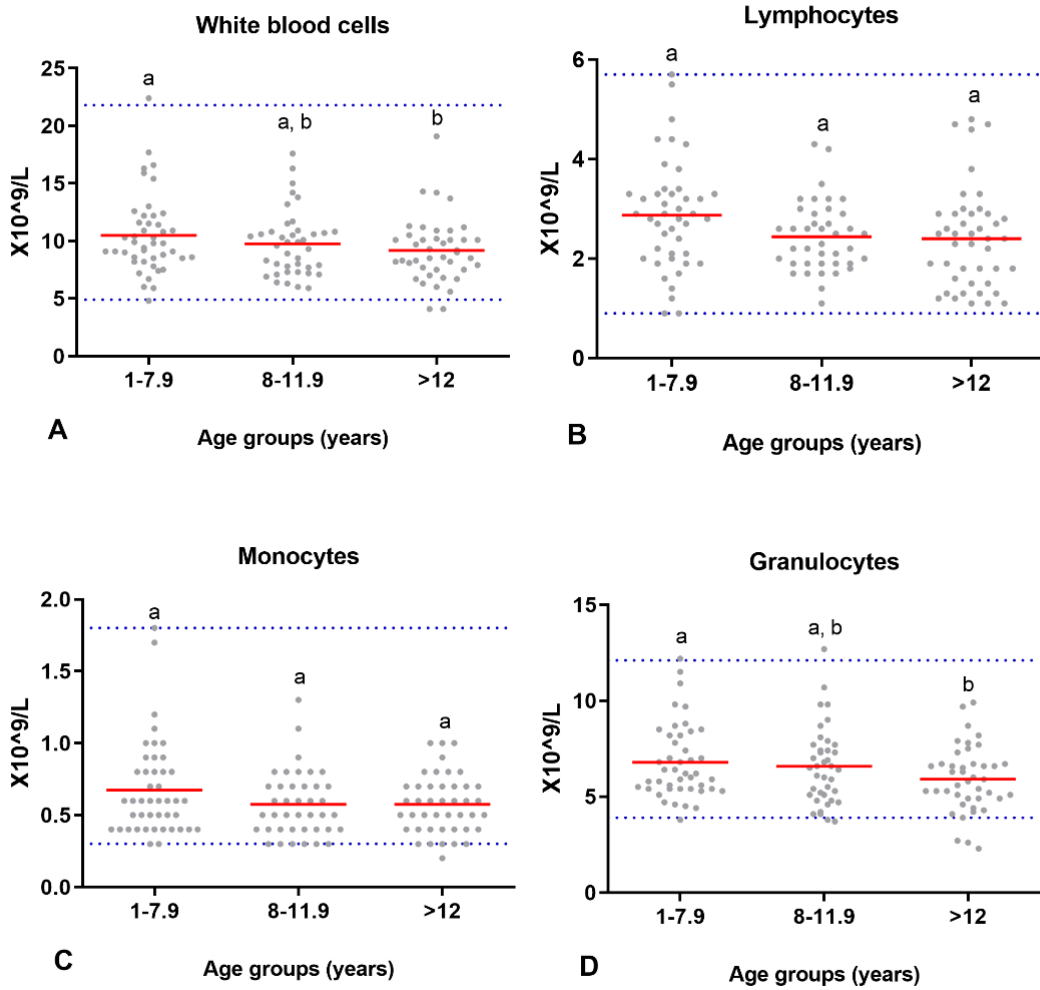 White blood cells
25
20
15
10
5
0
X10^9/L
a
a, b
b
1-7.9
8-11.9
>12
A
Age groups (years)
Lymphocytes
6
4
2
0
X10^9/L
a
a
a
1-7.9
8-11.9
>12
B
Age groups (years)
Monocytes
2.0
1.5
1.0
0.5
0.0
X10^9/L
a
a
a
1-7.9
8-11.9
>12
C
Age groups (years)
Granulocytes
15
10
5
0
X10^9/L
a
a, b
b
1-7.9
8-11.9
>12
D
Age groups (years)